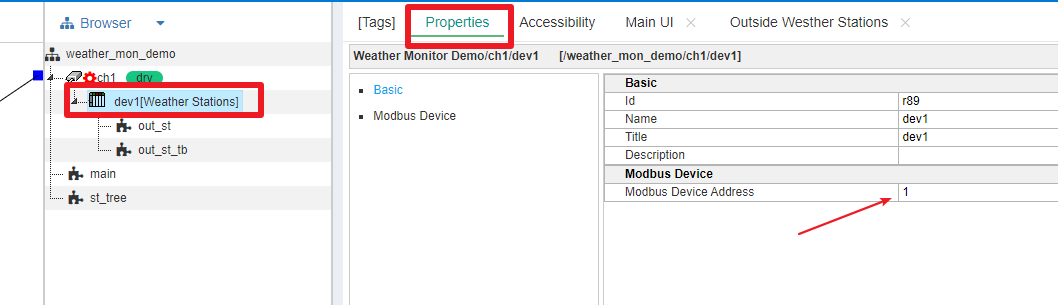 Browser
weather_mon_demo
ch1 drv
dev1[Weather Stations]
out_st
out_st_tb
main
st_tree
[Tags] Properties Accessibility Main UI Outside Westher Stations
Weather Monitor Demo/ch1/dev1 [/weather_mon_demo/ch1/dev1]
Basic
Modbus Device
Basic
Id r89
Name dev1
Title dev1
Description
Modbus Device
Modbus Device Address 1